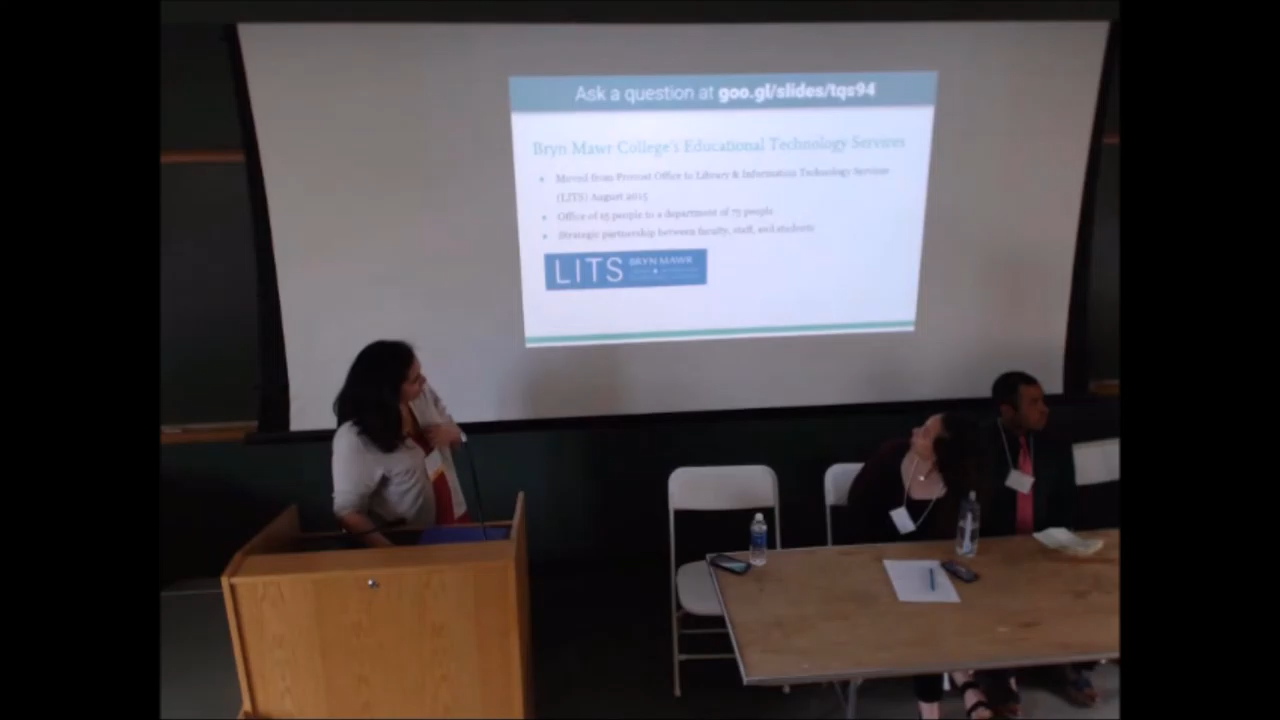 Ask a question at goo.gl/slides/tqs94
Bryn Mawr College's Educational Technology Services
Moved from Provost Office to Library & Information Technology Services
(LITS) August 2015
Office of 15 people to a department of 75 people
Strategic partnership between faculty, staff, and students
LITS BRYN MAWR